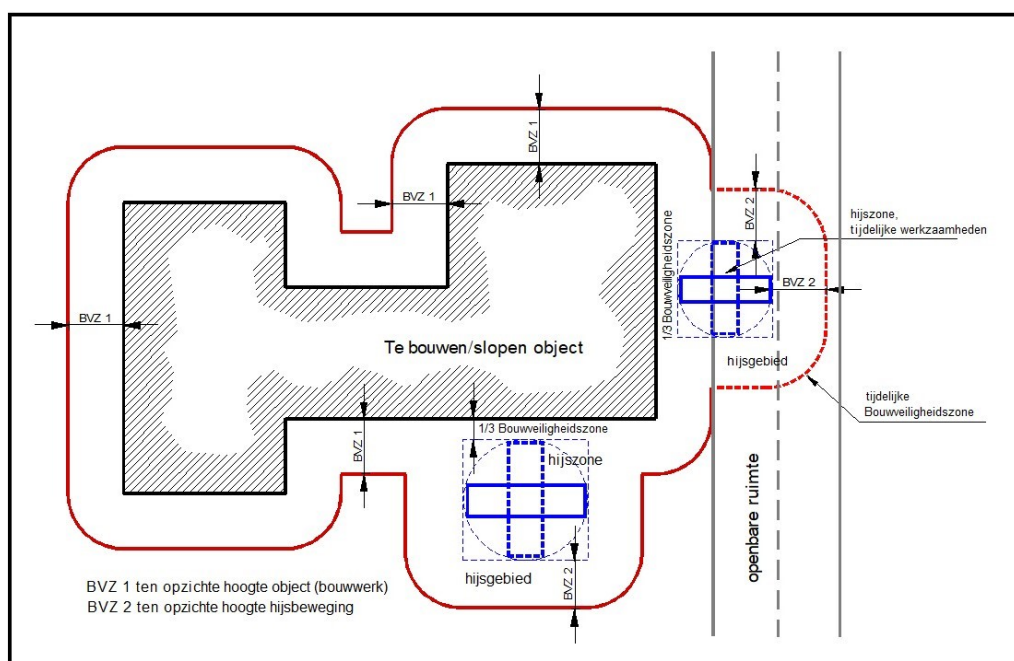 BVZ 1
BVZ 1
BVZ 2
hijszone,
tijdelijke werkzaamheden
1/3 Bouwveiligheidszone
BVZ 2
BVZ 1
Te bouwen/slopen object
hijsgebied
tijdelijke
Bouwveiligheidszone
1/3 Bouwveiligheidszone
BVZ 1
hijszone
openbare ruimte
hijsgebied
BVZ 2
BVZ 1 ten opzichte hoogte object (bouwwerk)
BVZ 2 ten opzichte hoogte hijsbeweging